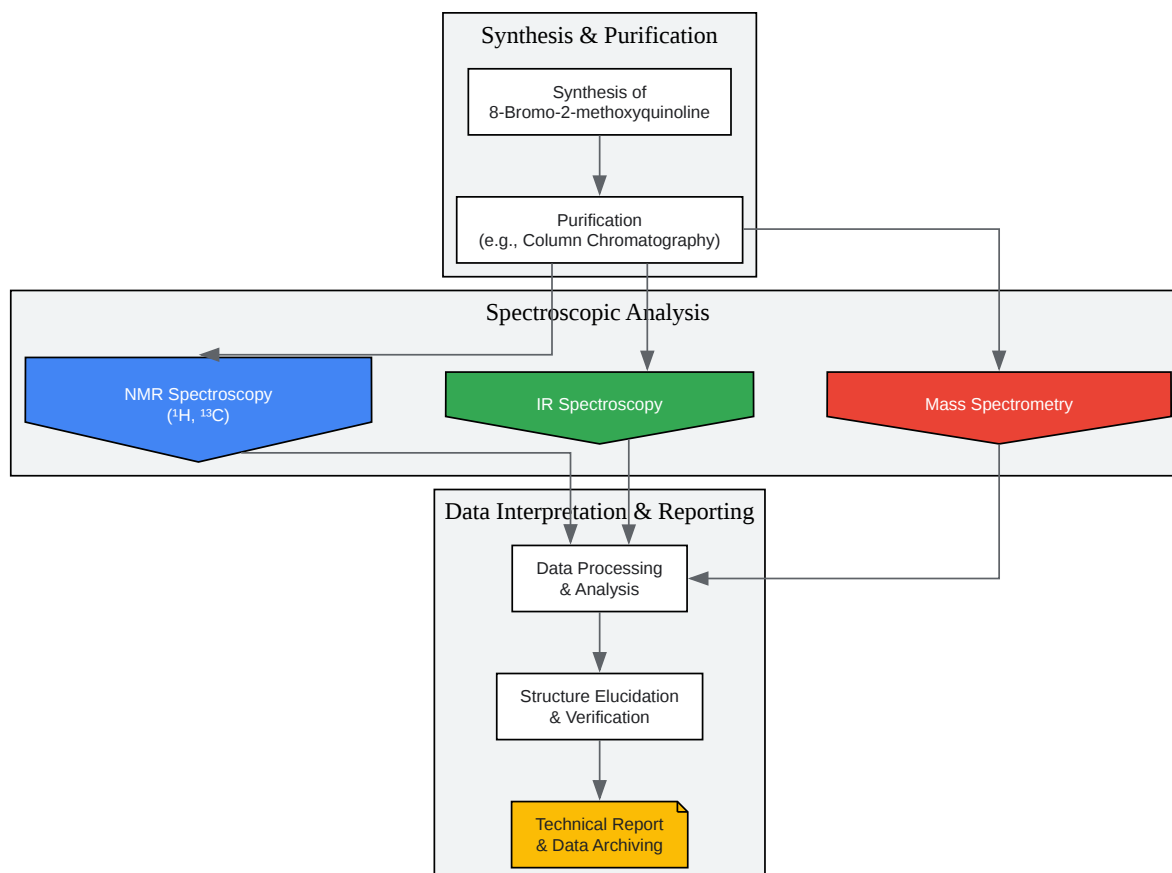 Synthesis & Purification
Synthesis of
8-Bromo-2-methoxyquinoline
Purification
(e.g., Column Chromatography)
Spectroscopic Analysis
NMR Spectroscopy
(¹H, ¹³C)
IR Spectroscopy
Mass Spectrometry
Data Interpretation & Reporting
Data Processing
& Analysis
Structure Elucidation
& Verification
Technical Report
& Data Archiving